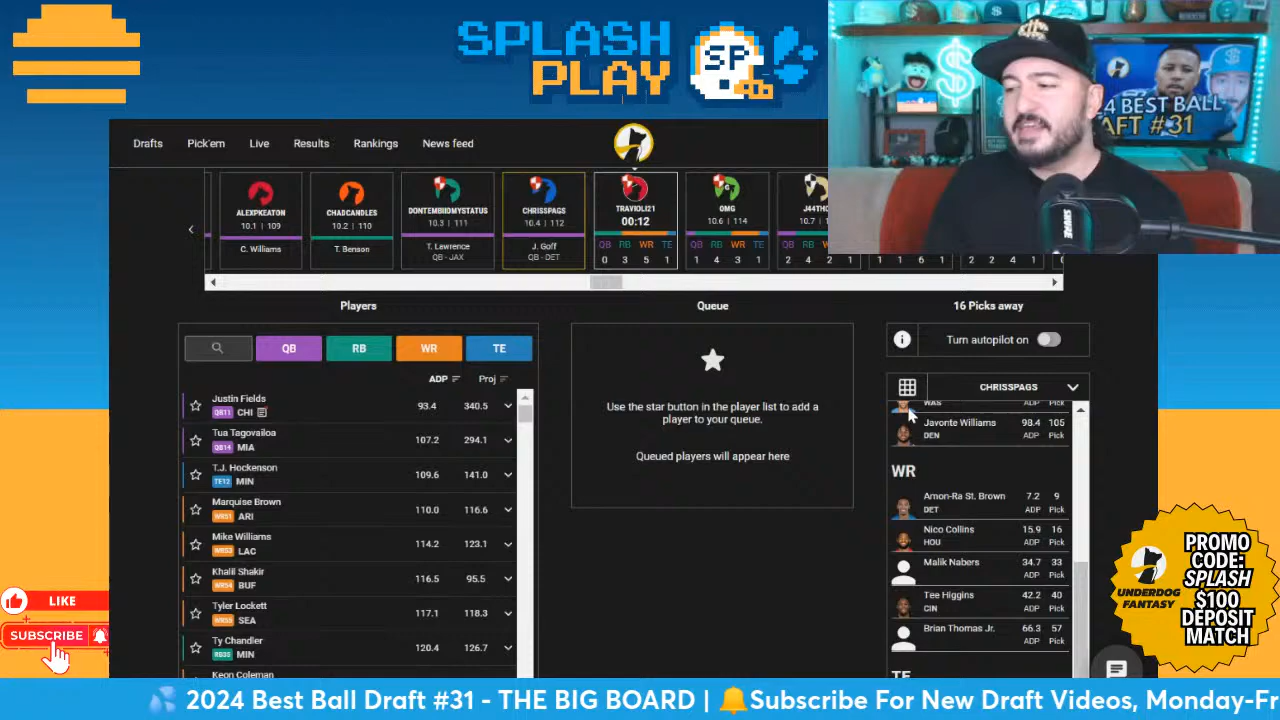 SPLASH
PLAY
SP
4 BEST BALL
AFT #31
Drafts
Pick'em
Live
Results
Rankings
News feed
ALEXPKEATON
10.1 | 109
C. Williams
CHADCANDLES
10.2 | 110
T. Benson
DONTEMBIIDMYSTATUS
10.3 | 111
T. Lawrence
QB - JAX
CHRISSPAGS
10.4 | 112
J. Goff
QB - DET
TRAVIOLI21
00:12
QB RB WR TE
0 3 5 1
OMG
10.6 | 114
QB RB WR TE
1 4 3 1
J44THO
10.7 | 1
QB RB WR TE
2 4 2 1
1 1 6 1
2 2 4 1
Players
Queue
16 Picks away
QB
RB
WR
TE
ADP
Proj
Justin Fields
QB11 CHI
93.4
340.5
Tua Tagovailoa
QB14 MIA
107.2
294.1
T.J. Hockenson
TE12 MIN
109.6
141.0
Marquise Brown
WR51 ARI
110.0
116.6
Mike Williams
WR53 LAC
114.2
123.1
Khalil Shakir
WR54 BUF
116.5
95.5
Tyler Lockett
WR55 SEA
117.1
118.3
Ty Chandler
RB35 MIN
120.4
126.7
Keon Coleman
Use the star button in the player list to add a
player to your queue.
Queued players will appear here
Turn autopilot on
CHRISSPAGS
WAS
ADP
Pick
Javonte Williams
98.4
105
DEN
ADP
Pick
WR
Amon-Ra St. Brown
7.2
9
DET
ADP
Pick
Nico Collins
15.9
16
HOU
ADP
Pick
Malik Nabers
34.7
33
ADP
Pick
Tee Higgins
42.2
40
CIN
ADP
Pick
Brian Thomas Jr.
66.3
57
ADP
Pick
TE
LIKE
SUBSCRIBE
UNDERDOG
FANTASY
PROMO
CODE:
SPLASH
$100
DEPOSIT
MATCH
2024 Best Ball Draft #31 - THE BIG BOARD | Subscribe For New Draft Videos, Monday-Fr